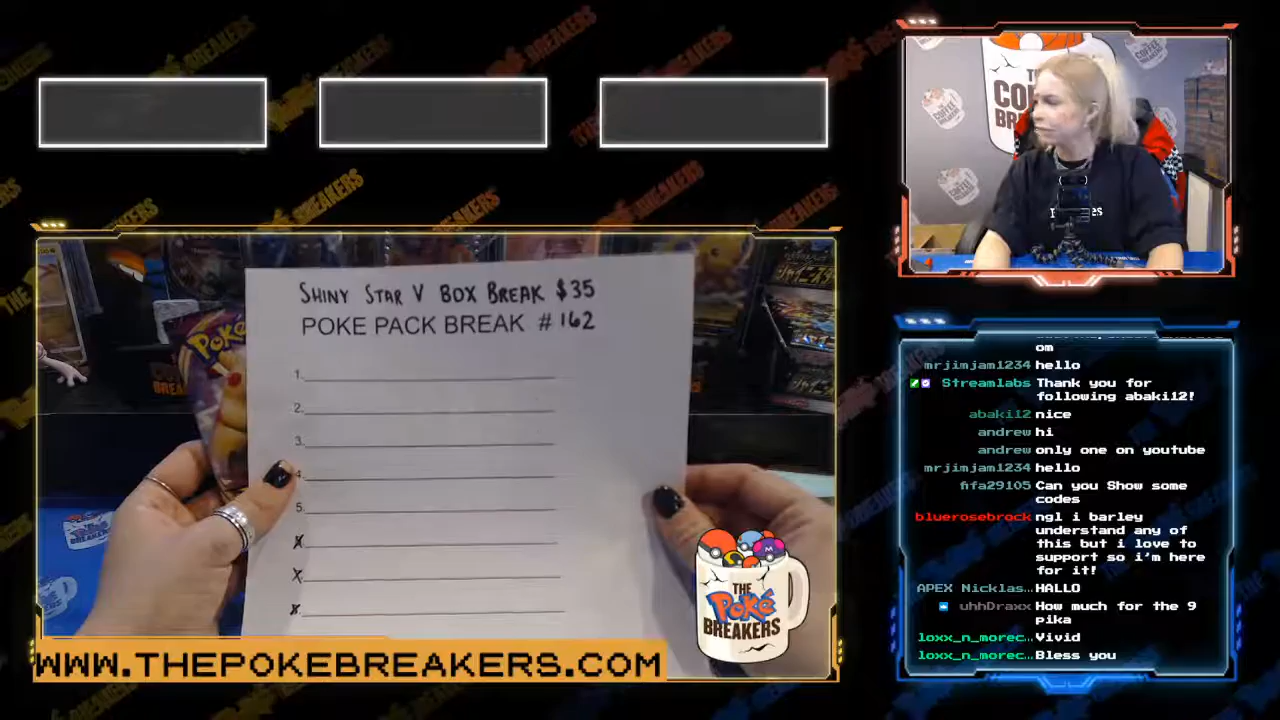 SHINY STAR V BOX BREAK $35
POKE PACK BREAK #162
1.
2.
3.
4
5.
THE
Poké
BREAKERS
WWW.THEPOKEBREAKERS.COM
THE
om
mrjimjam1234 hello
Streamlabs Thank you for
following abaki12!
abaki12 nice
andrew hi
andrew only one on youtube
mrjimjam1234 hello
fifa29105 Can you Show some
codes
bluerosebrock ngl i barley
understand any of
this but i love to
support so i'm here
for it!
APEX Nicklas… HALLO
uhhDraxx How much for the 9
pika
loxx_n_morec… Vivid
loxx_n_morec… Bless you